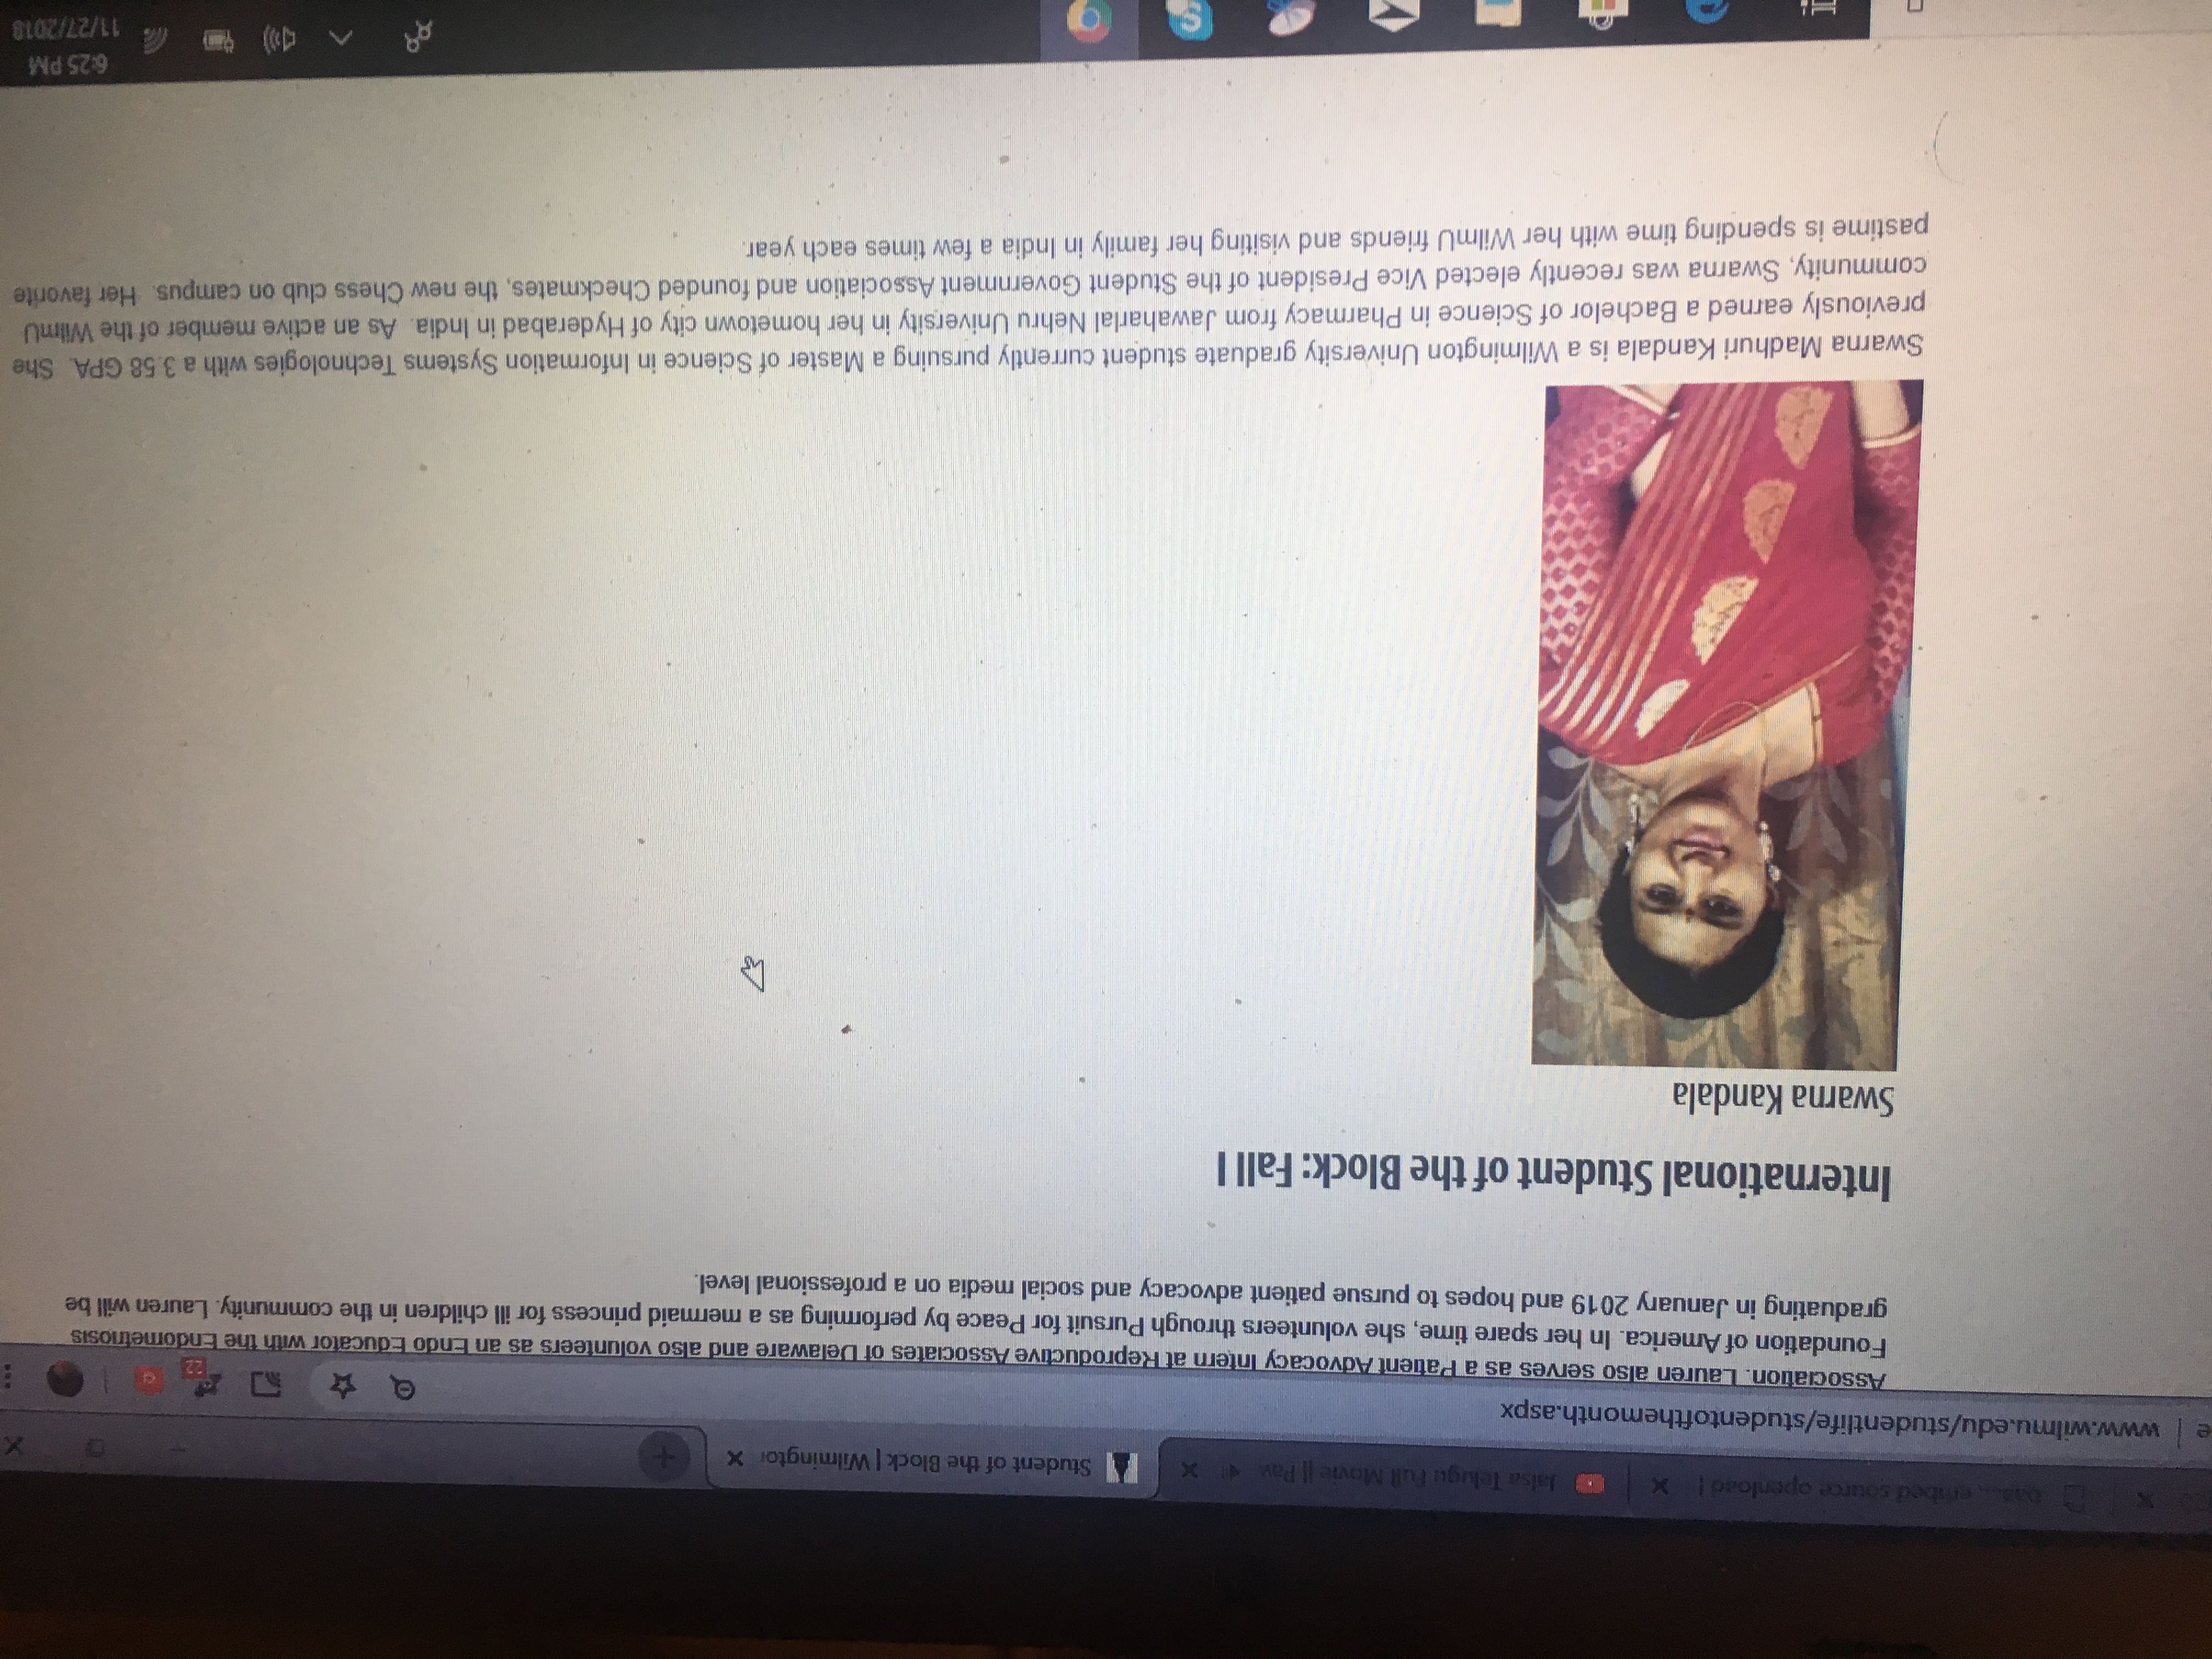 embed source openload |
Jalsa Telugu Full Movie || Paw
Student of the Block | Wilmington
e | www.wilmu.edu/studentlife/studentofthemonth.aspx
22
Association. Lauren also serves as a Patient Advocacy Intern at Reproductive Associates of Delaware and also volunteers as an Endo Educator with the Endometriosis
Foundation of America. In her spare time, she volunteers through Pursuit for Peace by performing as a mermaid princess for ill children in the community. Lauren will be
graduating in January 2019 and hopes to pursue patient advocacy and social media on a professional level.
International Student of the Block: Fall I
Swarna Kandala
Swarna Madhuri Kandala is a Wilmington University graduate student currently pursuing a Master of Science in Information Systems Technologies with a 3.58 GPA. She
previously earned a Bachelor of Science in Pharmacy from Jawaharlal Nehru University in her hometown city of Hyderabad in India. As an active member of the WilmU
community, Swarna was recently elected Vice President of the Student Government Association and founded Checkmates, the new Chess club on campus. Her favorite
pastime is spending time with her WilmU friends and visiting her family in India a few times each year.
6:25 PM
11/27/2018